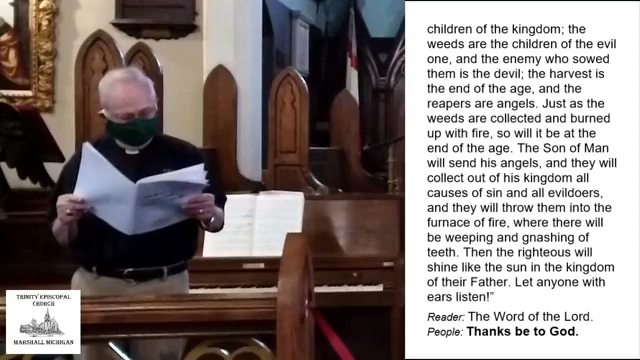 children of the kingdom; the
weeds are the children of the evil
one, and the enemy who sowed
them is the devil; the harvest is
the end of the age, and the
reapers are angels. Just as the
weeds are collected and burned
up with fire, so will it be at the
end of the age. The Son of Man
will send his angels, and they will
collect out of his kingdom all
causes of sin and all evildoers,
and they will throw them into the
furnace of fire, where there will
be weeping and gnashing of
teeth. Then the righteous will
shine like the sun in the kingdom
of their Father. Let anyone with
ears listen!”
Reader: The Word of the Lord.
People: Thanks be to God.
TRINITY EPISCOPAL
CHURCH
MARSHALL MICHIGAN